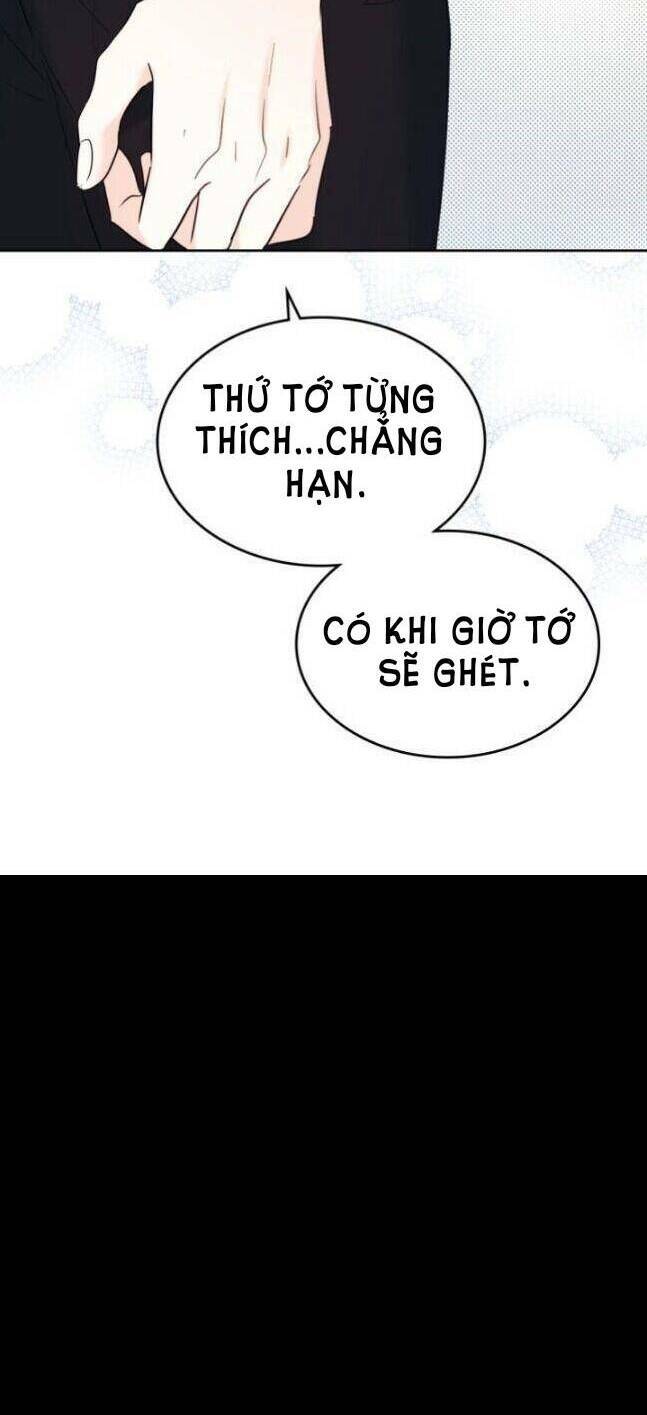 THỨ TỚ TỪNG
THÍCH...CHẲNG
HẠN.
CÓ KHI GIỜ TỚ
SẼ GHÉT.